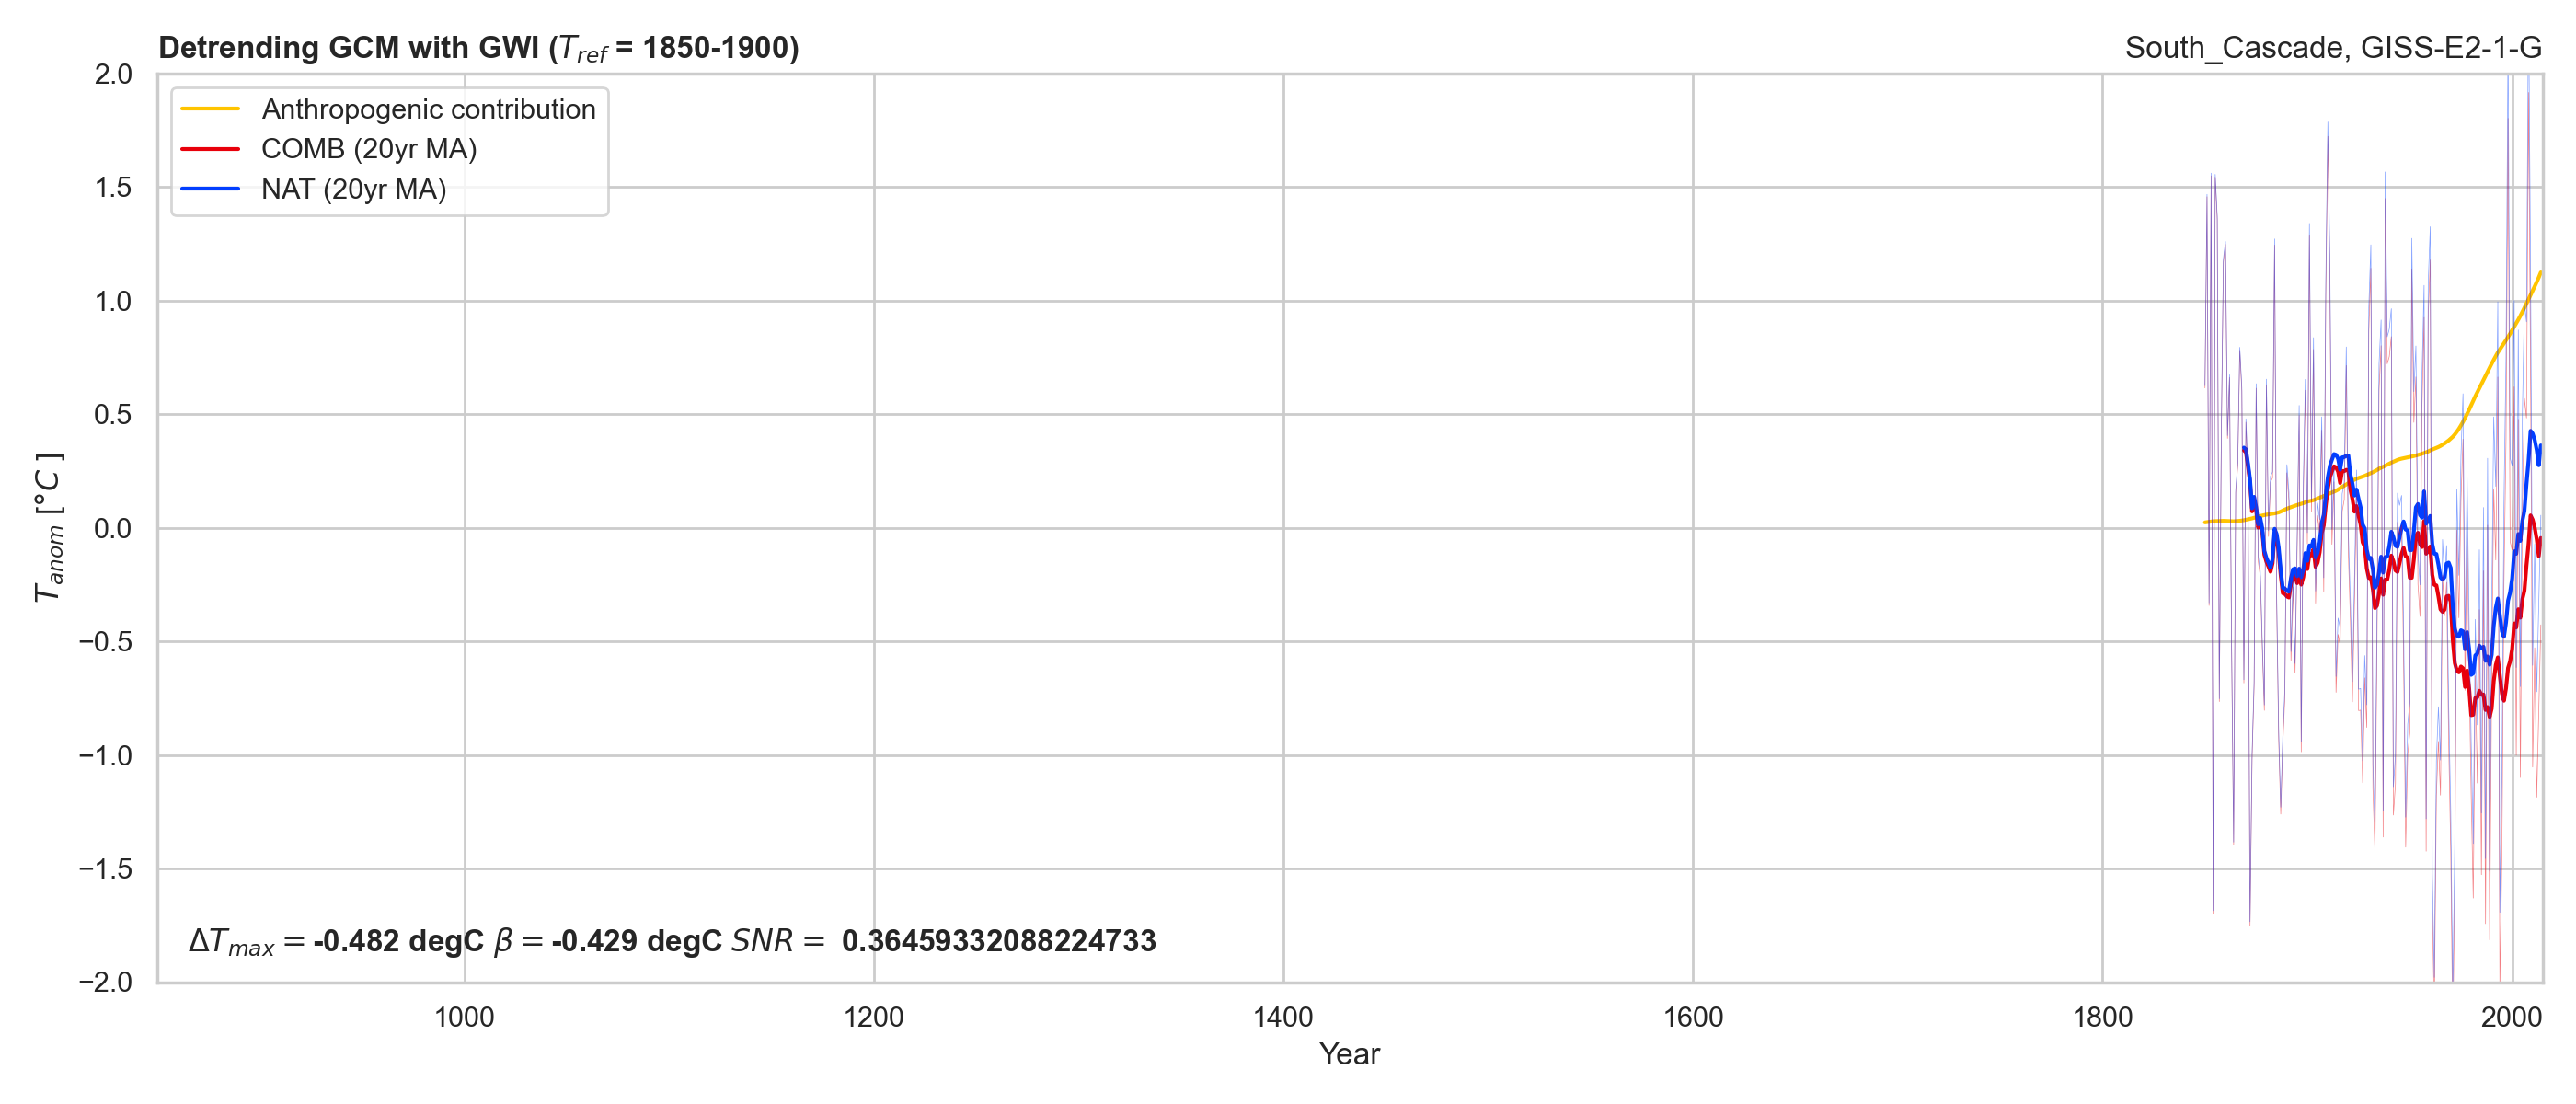 Detrending GCM with GWI (T_ref = 1850-1900)
South_Cascade, GISS-E2-1-G
2.0
1.5
1.0
0.5
0.0
−0.5
−1.0
−1.5
−2.0
T_anom [°C ]
Anthropogenic contribution
COMB (20yr MA)
NAT (20yr MA)
ΔT_max = -0.482 degC β = -0.429 degC SNR = 0.36459332088224733
1000 1200 1400 1600 1800 2000
Year